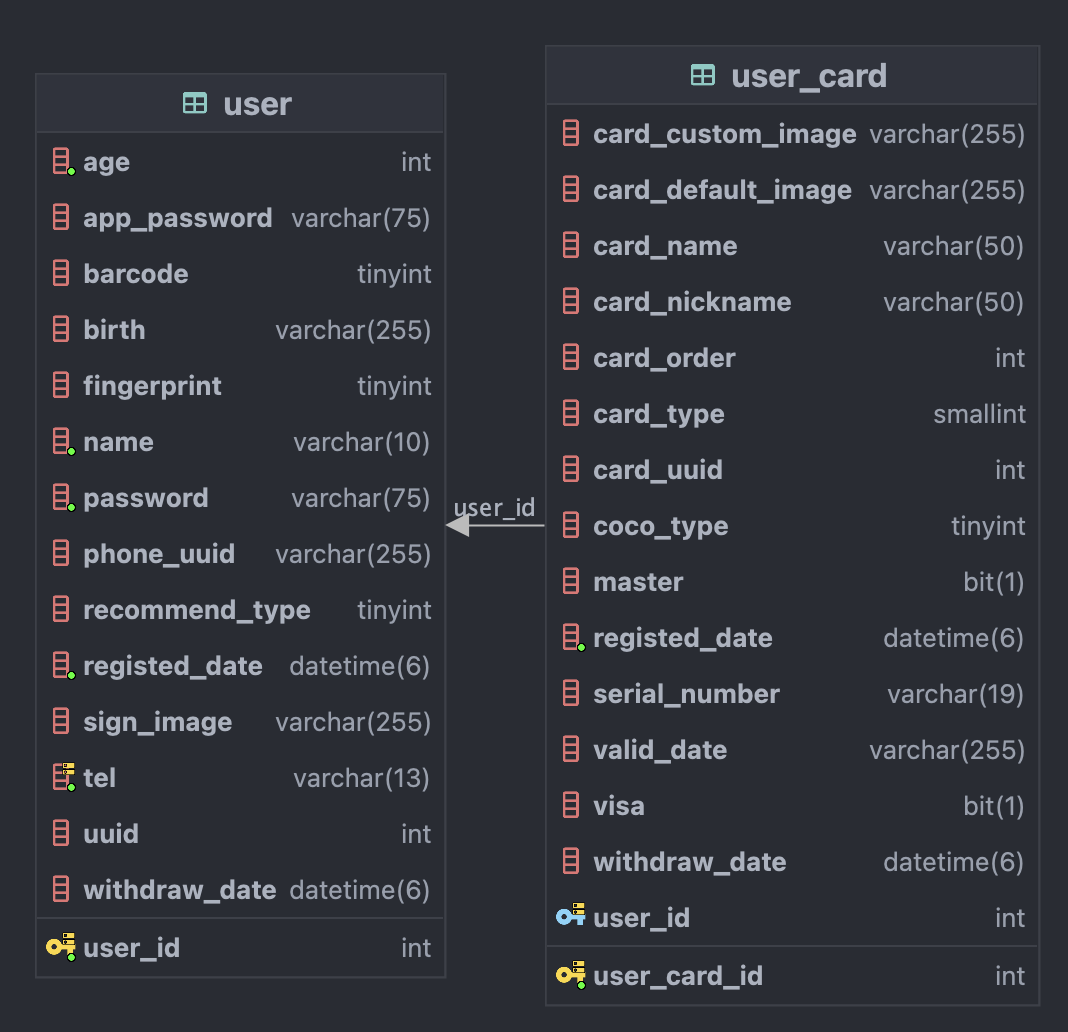 user
age int
app_password varchar(75)
barcode tinyint
birth varchar(255)
fingerprint tinyint
name varchar(10)
password varchar(75)
phone_uuid varchar(255)
recommend_type tinyint
registed_date datetime(6)
sign_image varchar(255)
tel varchar(13)
uuid int
withdraw_date datetime(6)
user_id int
user_id
user_card
card_custom_image varchar(255)
card_default_image varchar(255)
card_name varchar(50)
card_nickname varchar(50)
card_order int
card_type smallint
card_uuid int
coco_type tinyint
master bit(1)
registed_date datetime(6)
serial_number varchar(19)
valid_date varchar(255)
visa bit(1)
withdraw_date datetime(6)
user_id int
user_card_id int